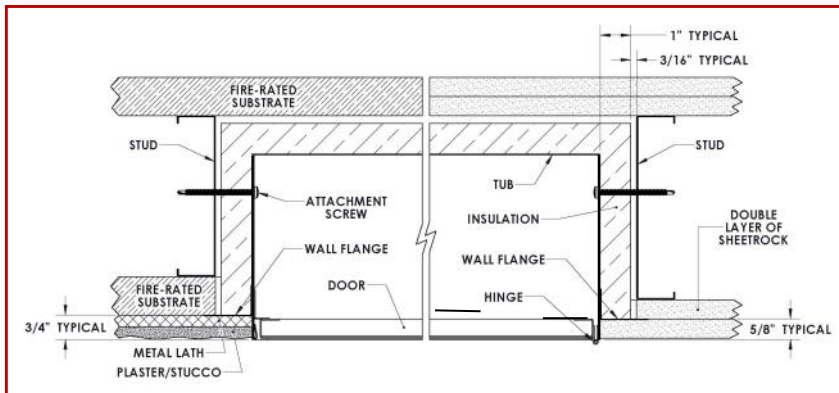 1" TYPICAL
3/16" TYPICAL
FIRE-RATED
SUBSTRATE
STUD
STUD
TUB
ATTACHMENT
SCREW
INSULATION
DOUBLE
LAYER OF
SHEETROCK
WALL FLANGE
WALL FLANGE
FIRE-RATED
SUBSTRATE
DOOR
HINGE
3/4" TYPICAL
5/8" TYPICAL
METAL LATH
PLASTER/STUCCO